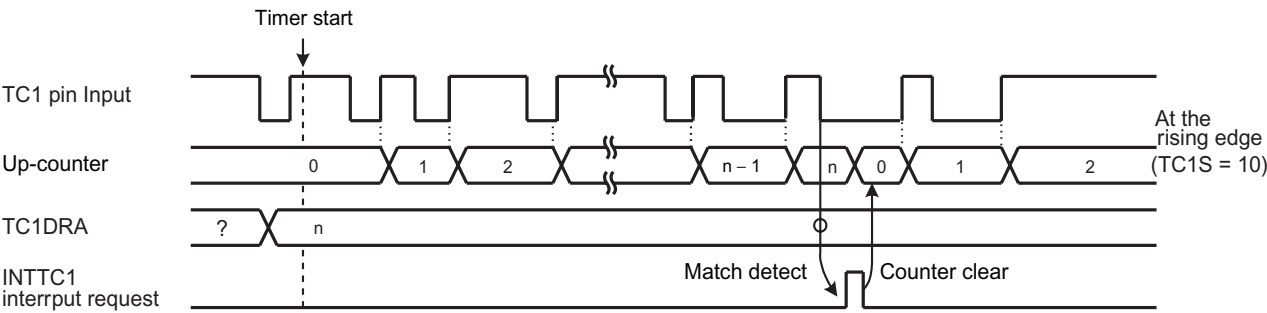 Timer start
TC1 pin Input
At the
rising edge
(TC1S = 10)
Up-counter
0 1 2 n – 1 n 0 1 2
TC1DRA
? n
Match detect Counter clear
INTTC1
interrput request